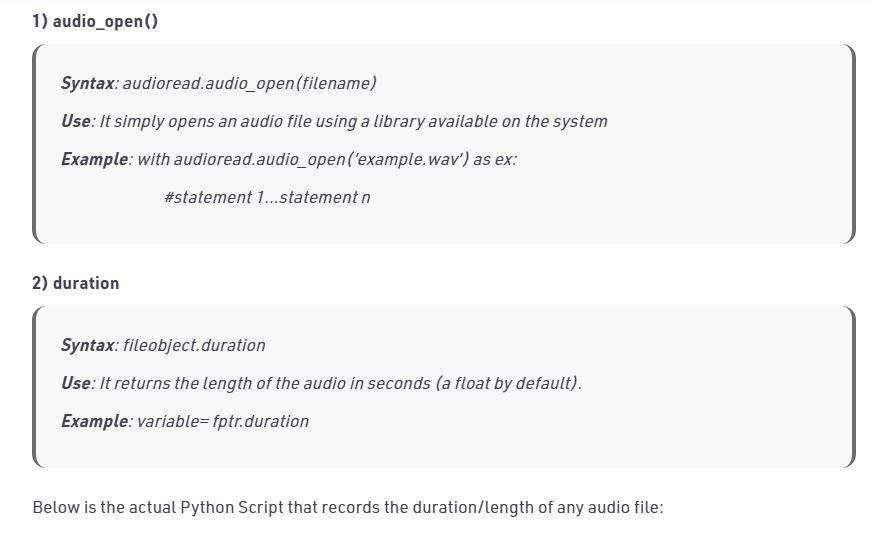 1) audio_open()
Syntax: audioread.audio_open(filename)
Use: It simply opens an audio file using a library available on the system
Example: with audioread.audio_open(‘example.wav’) as ex:
#statement 1…statement n
2) duration
Syntax: fileobject.duration
Use: It returns the length of the audio in seconds (a float by default).
Example: variable= fptr.duration
Below is the actual Python Script that records the duration/length of any audio file: